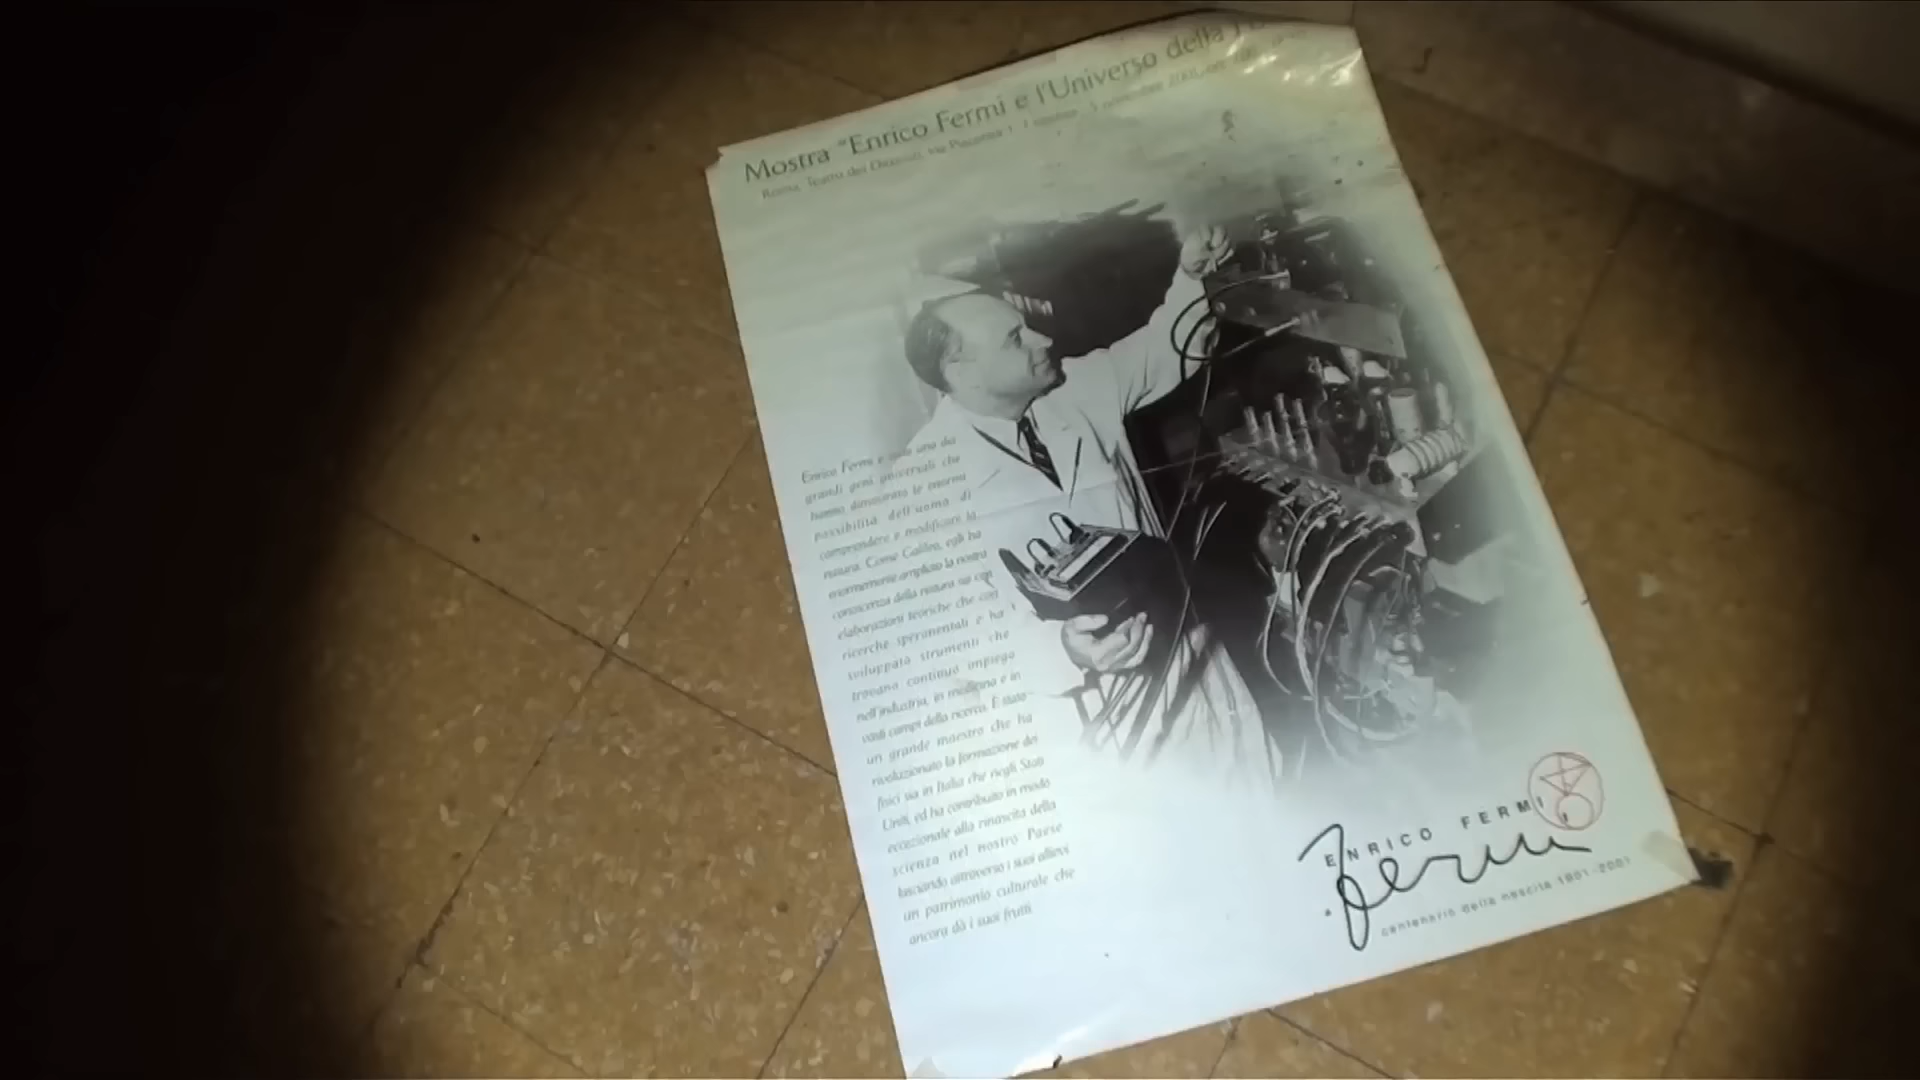 Mostra "Enrico Fermi e l'Universo della
Roma, Teatro dei Dioscuri, Via Piacenza 1, 3 novembre 2001,
Enrico Fermi è stato uno dei
grandi geni universali che
hanno dimostrato le enorme
possibilità dell'uomo di
comprendere e modificare la
natura. Come Galileo, egli ha
enormemente ampliato la nostra
conoscenza della natura sia con
elaborazioni teoriche che con
ricerche sperimentali e ha
sviluppato strumenti che
trovano continuo impiego
nell'industria, in medicina e in
vasti campi della ricerca. È stato
un grande maestro che ha
rivoluzionato la formazione dei
fisici sia in Italia che negli Stati
Uniti, ed ha contribuito in modo
eccezionale alla rinascita della
scienza nel nostro Paese
lasciando attraverso i suoi allievi
un patrimonio culturale che
ancora dà i suoi frutti.
ENRICO FERMI
Fermi
centenario della nascita 1901-2001